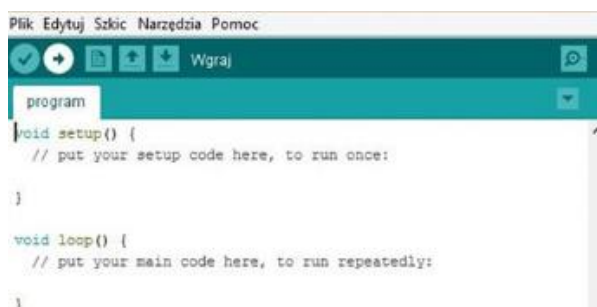 Plik Edytuj Szkic Narzędzia Pomoc
Wgraj
program
void setup() {
// put your setup code here, to run once:
}
void loop() {
// put your main code here, to run repeatedly:
}